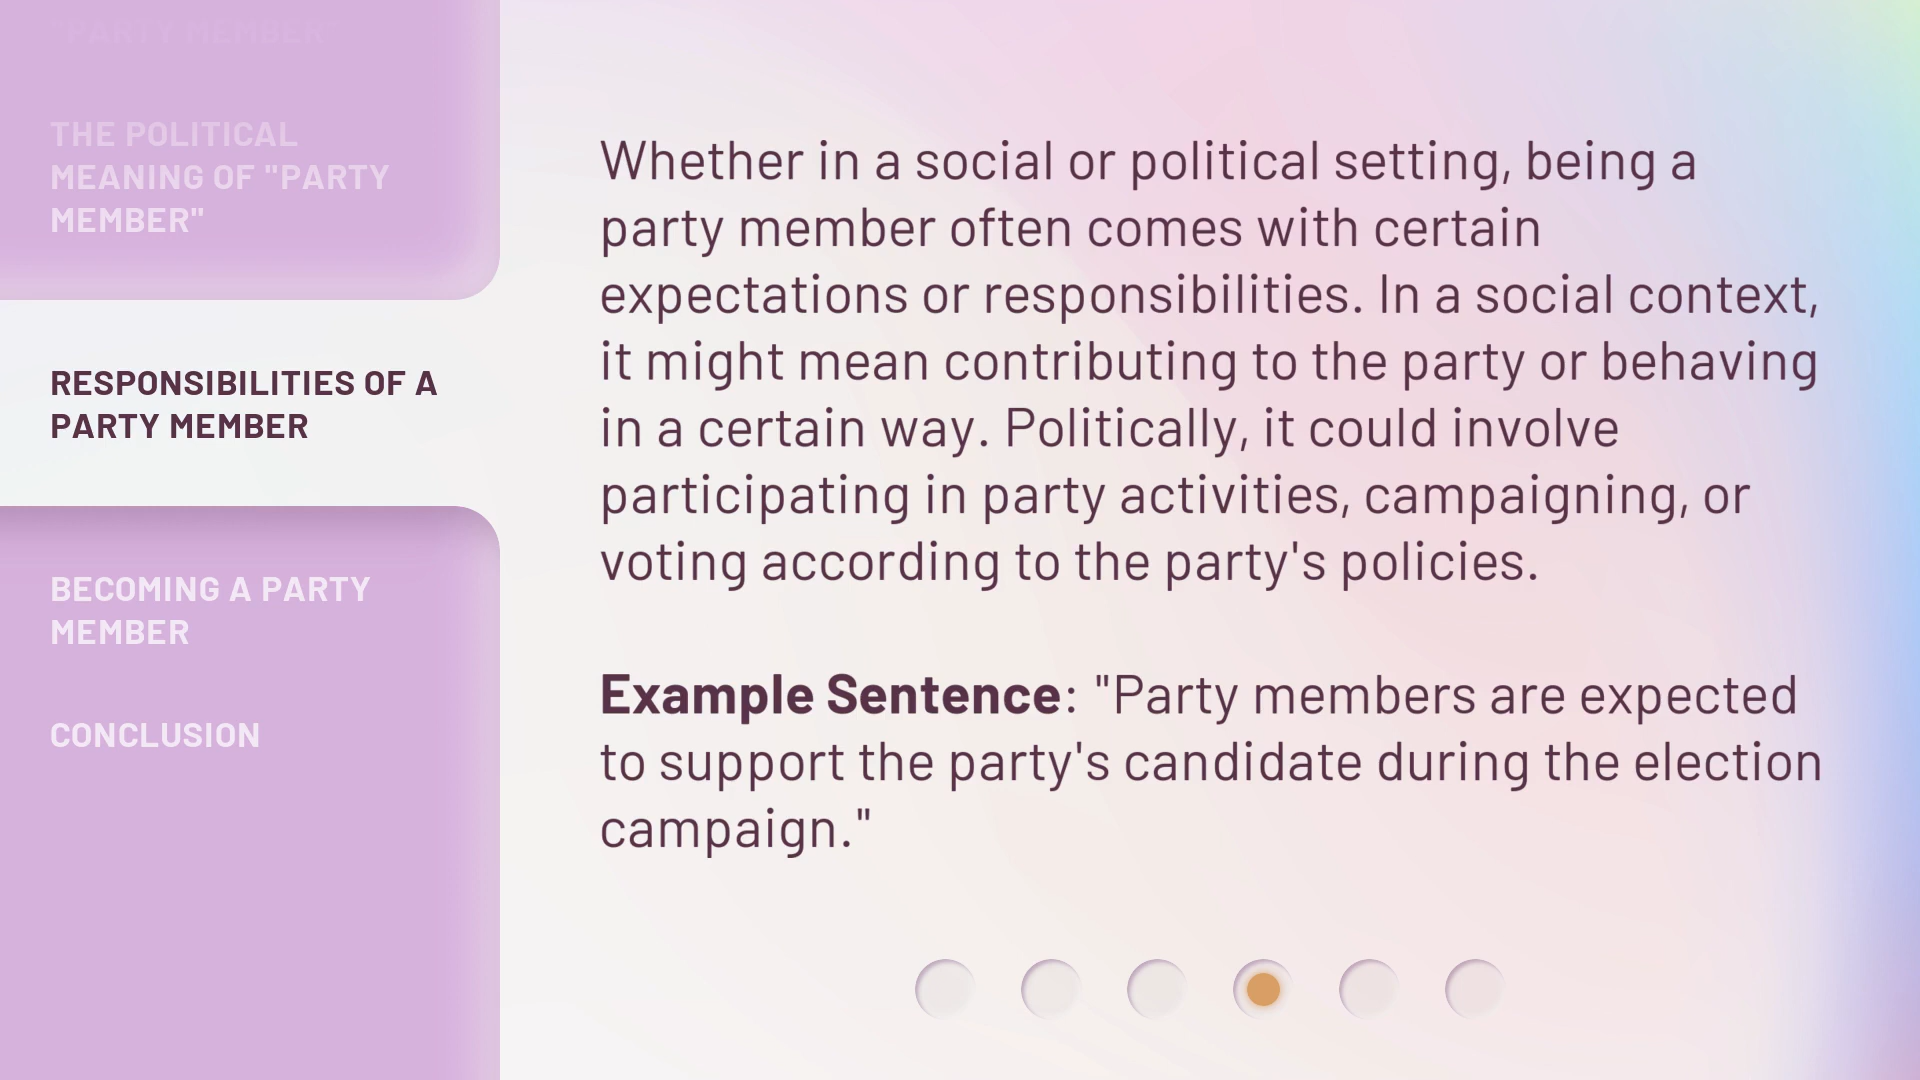 "PARTY MEMBER"
THE POLITICAL
MEANING OF "PARTY
MEMBER"
RESPONSIBILITIES OF A
PARTY MEMBER
BECOMING A PARTY
MEMBER
CONCLUSION
Whether in a social or political setting, being a
party member often comes with certain
expectations or responsibilities. In a social context,
it might mean contributing to the party or behaving
in a certain way. Politically, it could involve
participating in party activities, campaigning, or
voting according to the party's policies.
Example Sentence: "Party members are expected
to support the party's candidate during the election
campaign."